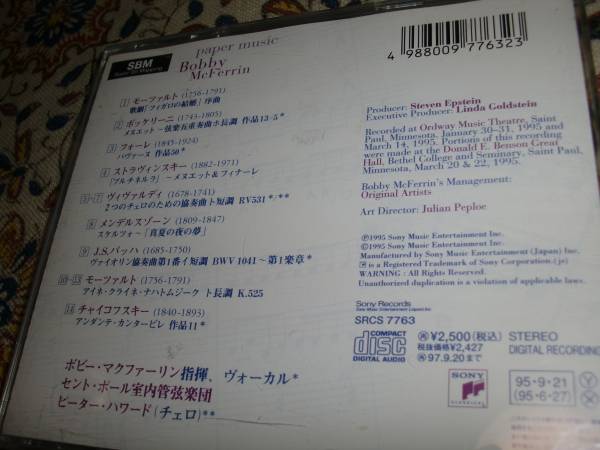 SBM
Super Bit Mapping
paper music
Bobby
McFerrin
4 988009 776323
1 モーツァルト (1756-1791)
歌劇「フィガロの結婚」序曲
2 ボッケリーニ (1743-1805)
メヌエット～弦楽五重奏曲ホ長調 作品13-5*
3 フォーレ (1845-1924)
パヴァーヌ 作品50*
4 ストラヴィンスキー (1882-1971)
「プルチネルラ」～メヌエット＆フィナーレ
5-7 ヴィヴァルディ (1678-1741)
2つのチェロのための協奏曲ト短調 RV531*/**
8 メンデルスゾーン (1809-1847)
スケルツォ～「真夏の夜の夢」
9 J.S.バッハ (1685-1750)
ヴァイオリン協奏曲第1番イ短調 BWV 1041～第1楽章*
10-13 モーツァルト (1756-1791)
アイネ・クライネ・ナハトムジーク ト長調 K.525
14 チャイコフスキー (1840-1893)
アンダンテ・カンタービレ 作品11*
ボビー・マクファーリン指揮、ヴォーカル*
セント・ポール室内管弦楽団
ピーター・ハワード(チェロ)**
Producer: Steven Epstein
Executive Producer: Linda Goldstein
Recorded at Ordway Music Theatre, Saint
Paul, Minnesota, January 30-31, 1995 and
March 14, 1995. Portions of this recording
were made at the Donald E. Benson Great
Hall, Bethel College and Seminary, Saint Paul,
Minnesota, March 20 & 22, 1995.
Bobby McFerrin's Management:
Original Artists
Art Director: Julian Peploe
℗1995 Sony Music Entertainment Inc.
©1995 Sony Music Entertainment Inc.
Manufactured by Sony Music Entertainment (Japan) Inc.
is a Registered Trademark of Sony Corporation.(js)
WARNING : All Rights Reserved.
Unauthorized duplication is a violation of applicable laws.
Sony Records
Sony Music Entertainment (Japan) Inc.
SRCS 7763
COMPACT
disc
DIGITAL AUDIO
¥2,500(税込)
税抜価格 ¥2,427
97.9.20まで
STEREO
DIGITAL RECORDING
SONY
CLASSICAL
95・9・21
(95・6・27)
Y